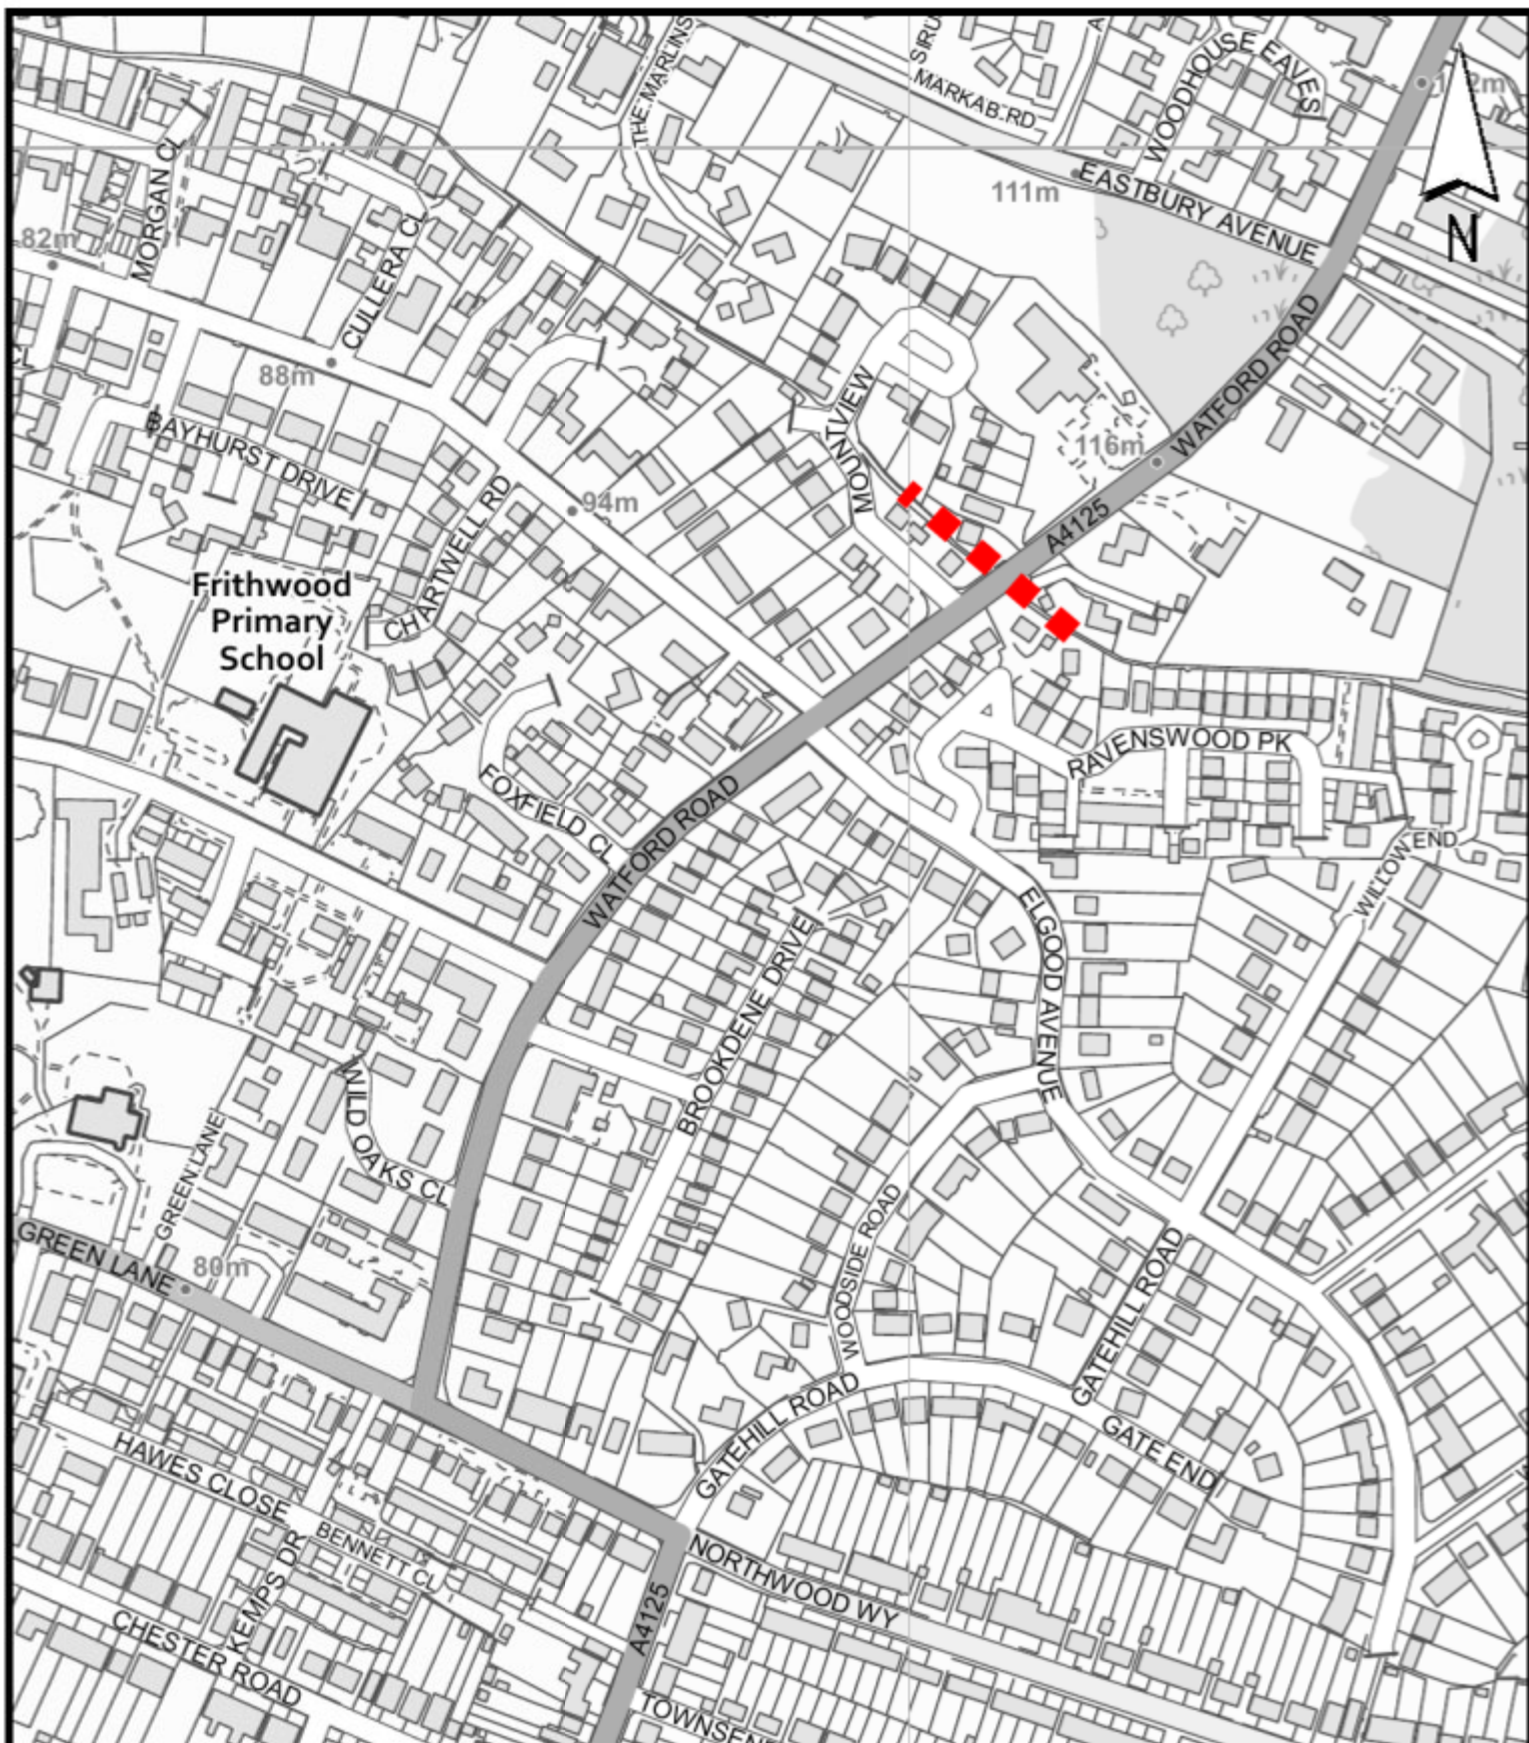 THE MARLINS
MARKAB RD
WOODHOUSE EAVES
EASTBURY AVENUE
111m
N
MORGAN CL
82m
CULLERA CL
88m
CL
BAYHURST DRIVE
CHARTWELL RD
94m
MOUNTVIEW
116m
WATFORD ROAD
A4125
Frithwood
Primary
School
FOXFIELD CL
WATFORD ROAD
RAVENSWOOD PK
WILLOW END
ELGOOD AVENUE
BROOKDENE DRIVE
WILD OAKS CL
GREEN LANE
GREEN LANE
80m
WOODSIDE ROAD
GATEHILL ROAD
GATEHILL ROAD
GATE END
HAWES CLOSE
BENNETT CL
KEMPS DR
CHESTER ROAD
NORTHWOOD WY
A4125